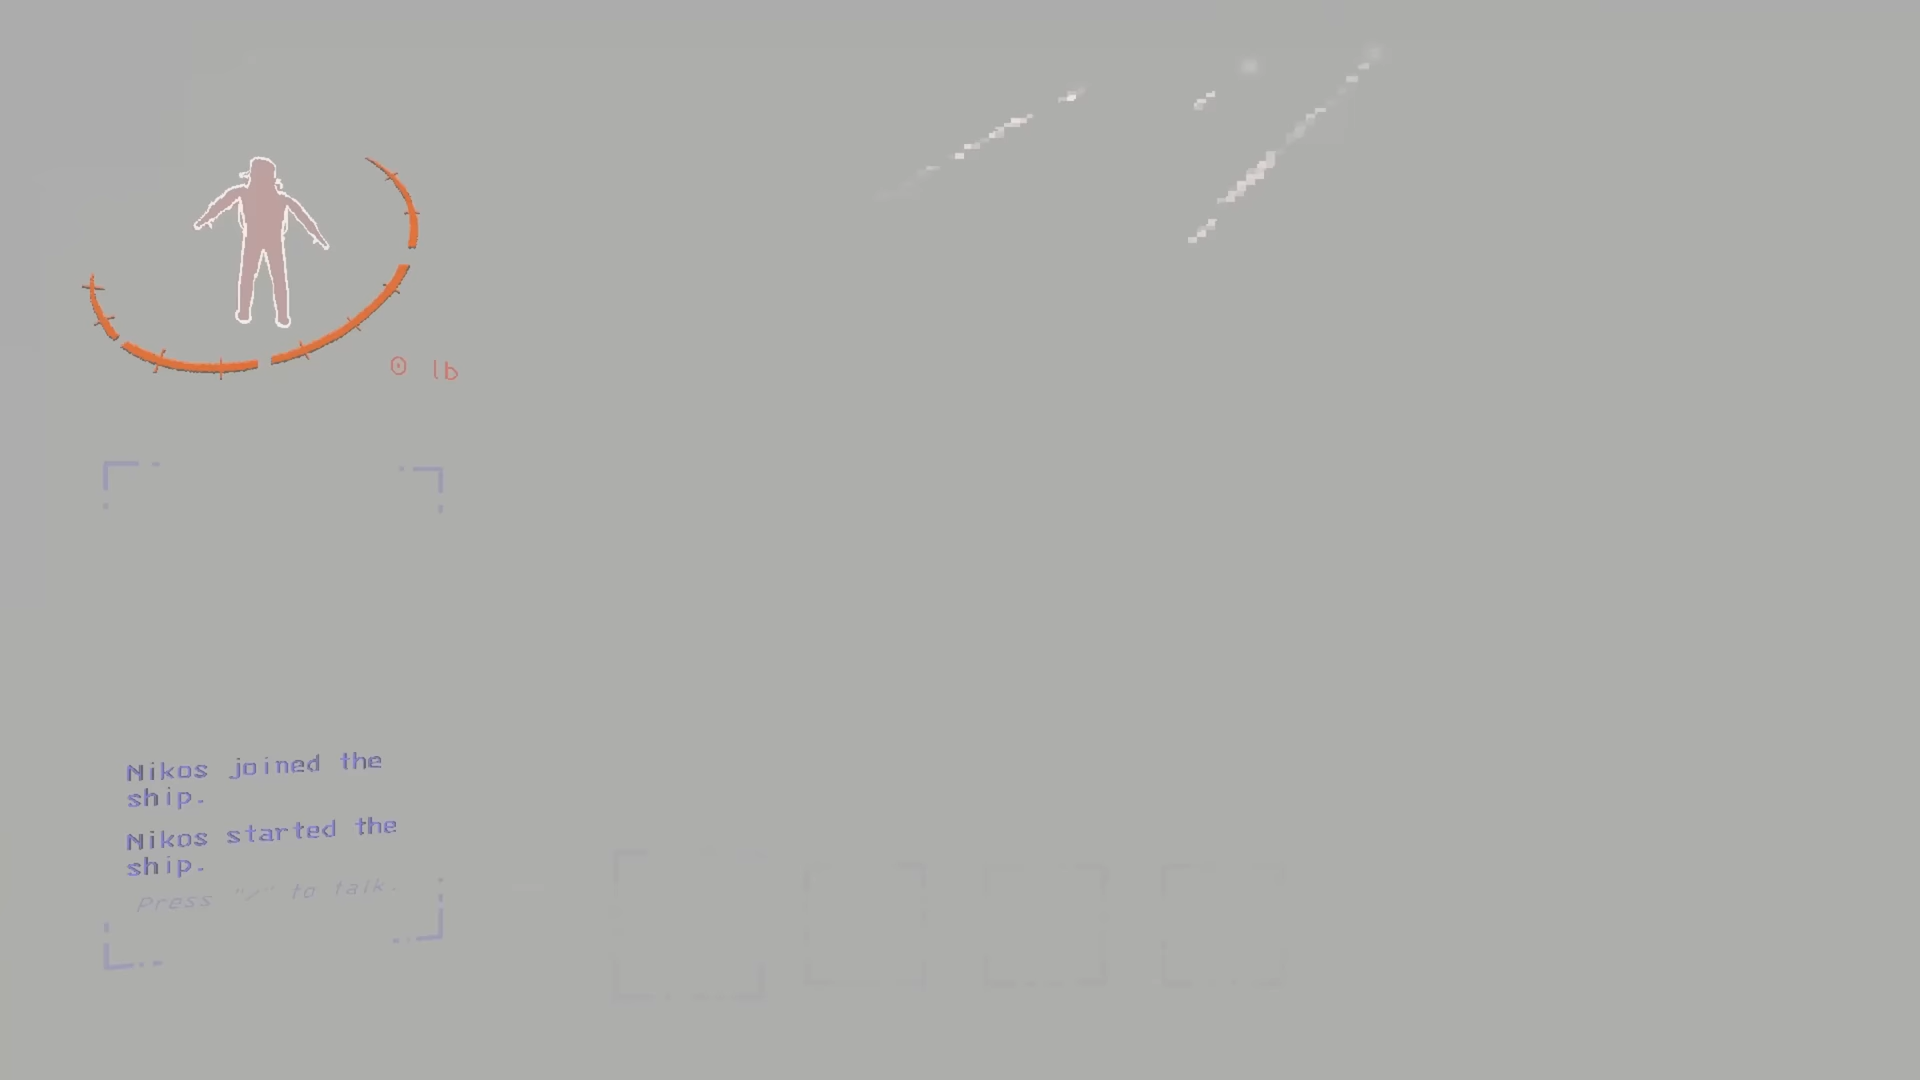 0 lb
Nikos joined the
ship.
Nikos started the
ship.
Press "/" to talk.